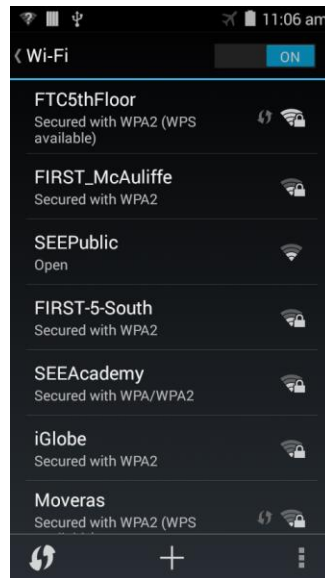 11:06 am
Wi-Fi
ON
FTC5thFloor
Secured with WPA2 (WPS
available)
FIRST_McAuliffe
Secured with WPA2
SEEPublic
Open
FIRST-5-South
Secured with WPA2
SEEAcademy
Secured with WPA/WPA2
iGlobe
Secured with WPA2
Moveras
Secured with WPA2 (WPS